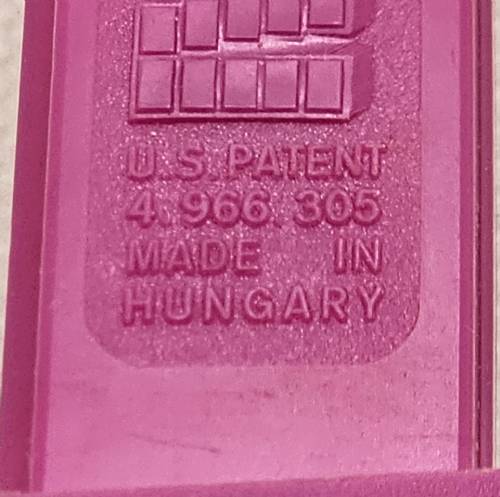 U.S. PATENT
4.966.305
MADE IN
HUNGARY